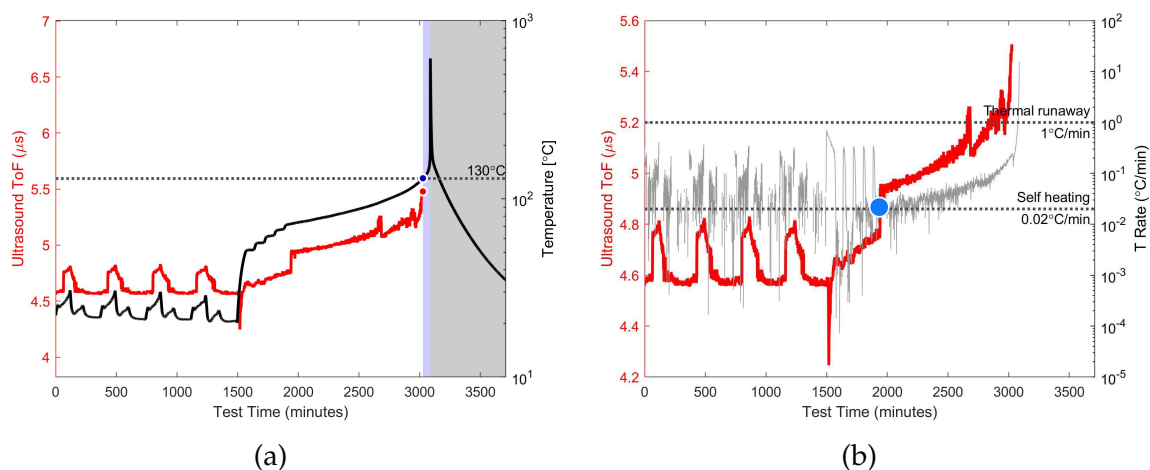 7
6.5
6
5.5
5
4.5
4
Ultrasound ToF (μs)
10³
10²
10¹
Temperature [°C]
130°C
0 500 1000 1500 2000 2500 3000 3500
Test Time (minutes)
(a)
5.6
5.4
5.2
5
4.8
4.6
4.4
4.2
Ultrasound ToF (μs)
10²
10¹
10⁰
10⁻¹
10⁻²
10⁻³
10⁻⁴
10⁻⁵
T Rate (°C/min)
Thermal runaway
1°C/min
Self heating
0.02°C/min
0 500 1000 1500 2000 2500 3000 3500
Test Time (minutes)
(b)